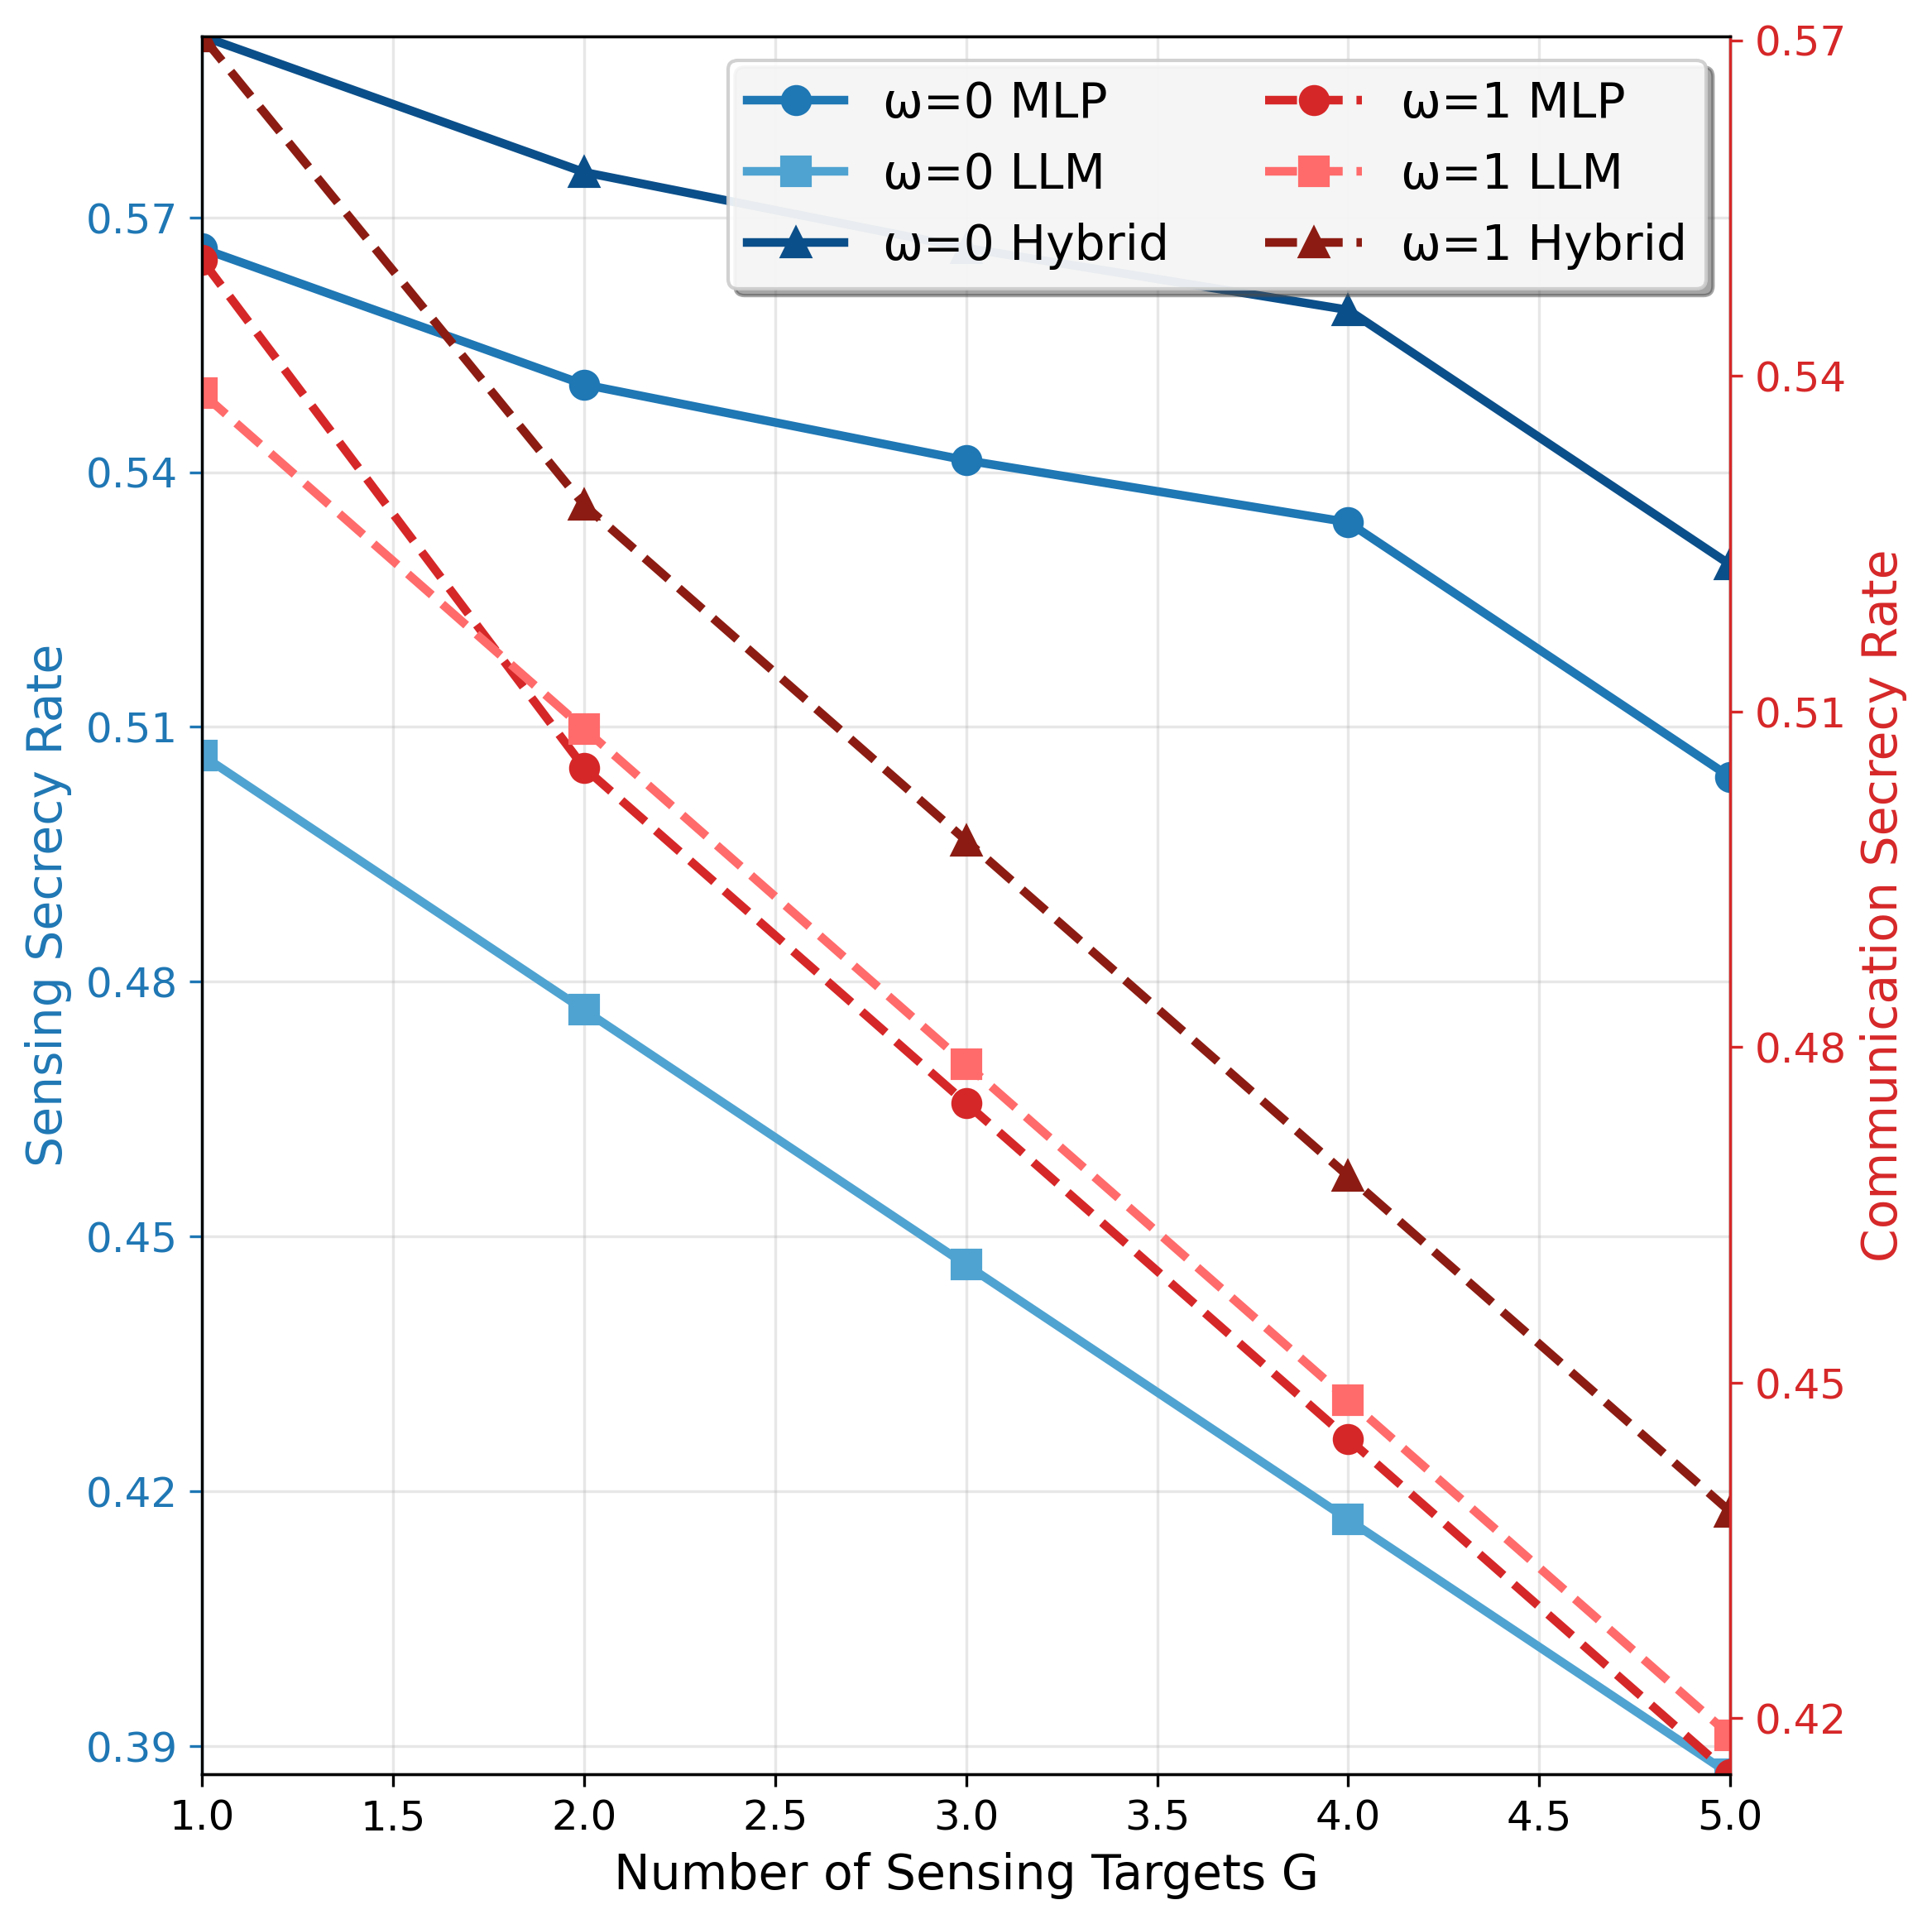 ω=0 MLP
ω=0 LLM
ω=0 Hybrid
ω=1 MLP
ω=1 LLM
ω=1 Hybrid
Sensing Secrecy Rate
0.57
0.54
0.51
0.48
0.45
0.42
0.39
Communication Secrecy Rate
0.57
0.54
0.51
0.48
0.45
0.42
1.0 1.5 2.0 2.5 3.0 3.5 4.0 4.5 5.0
Number of Sensing Targets G